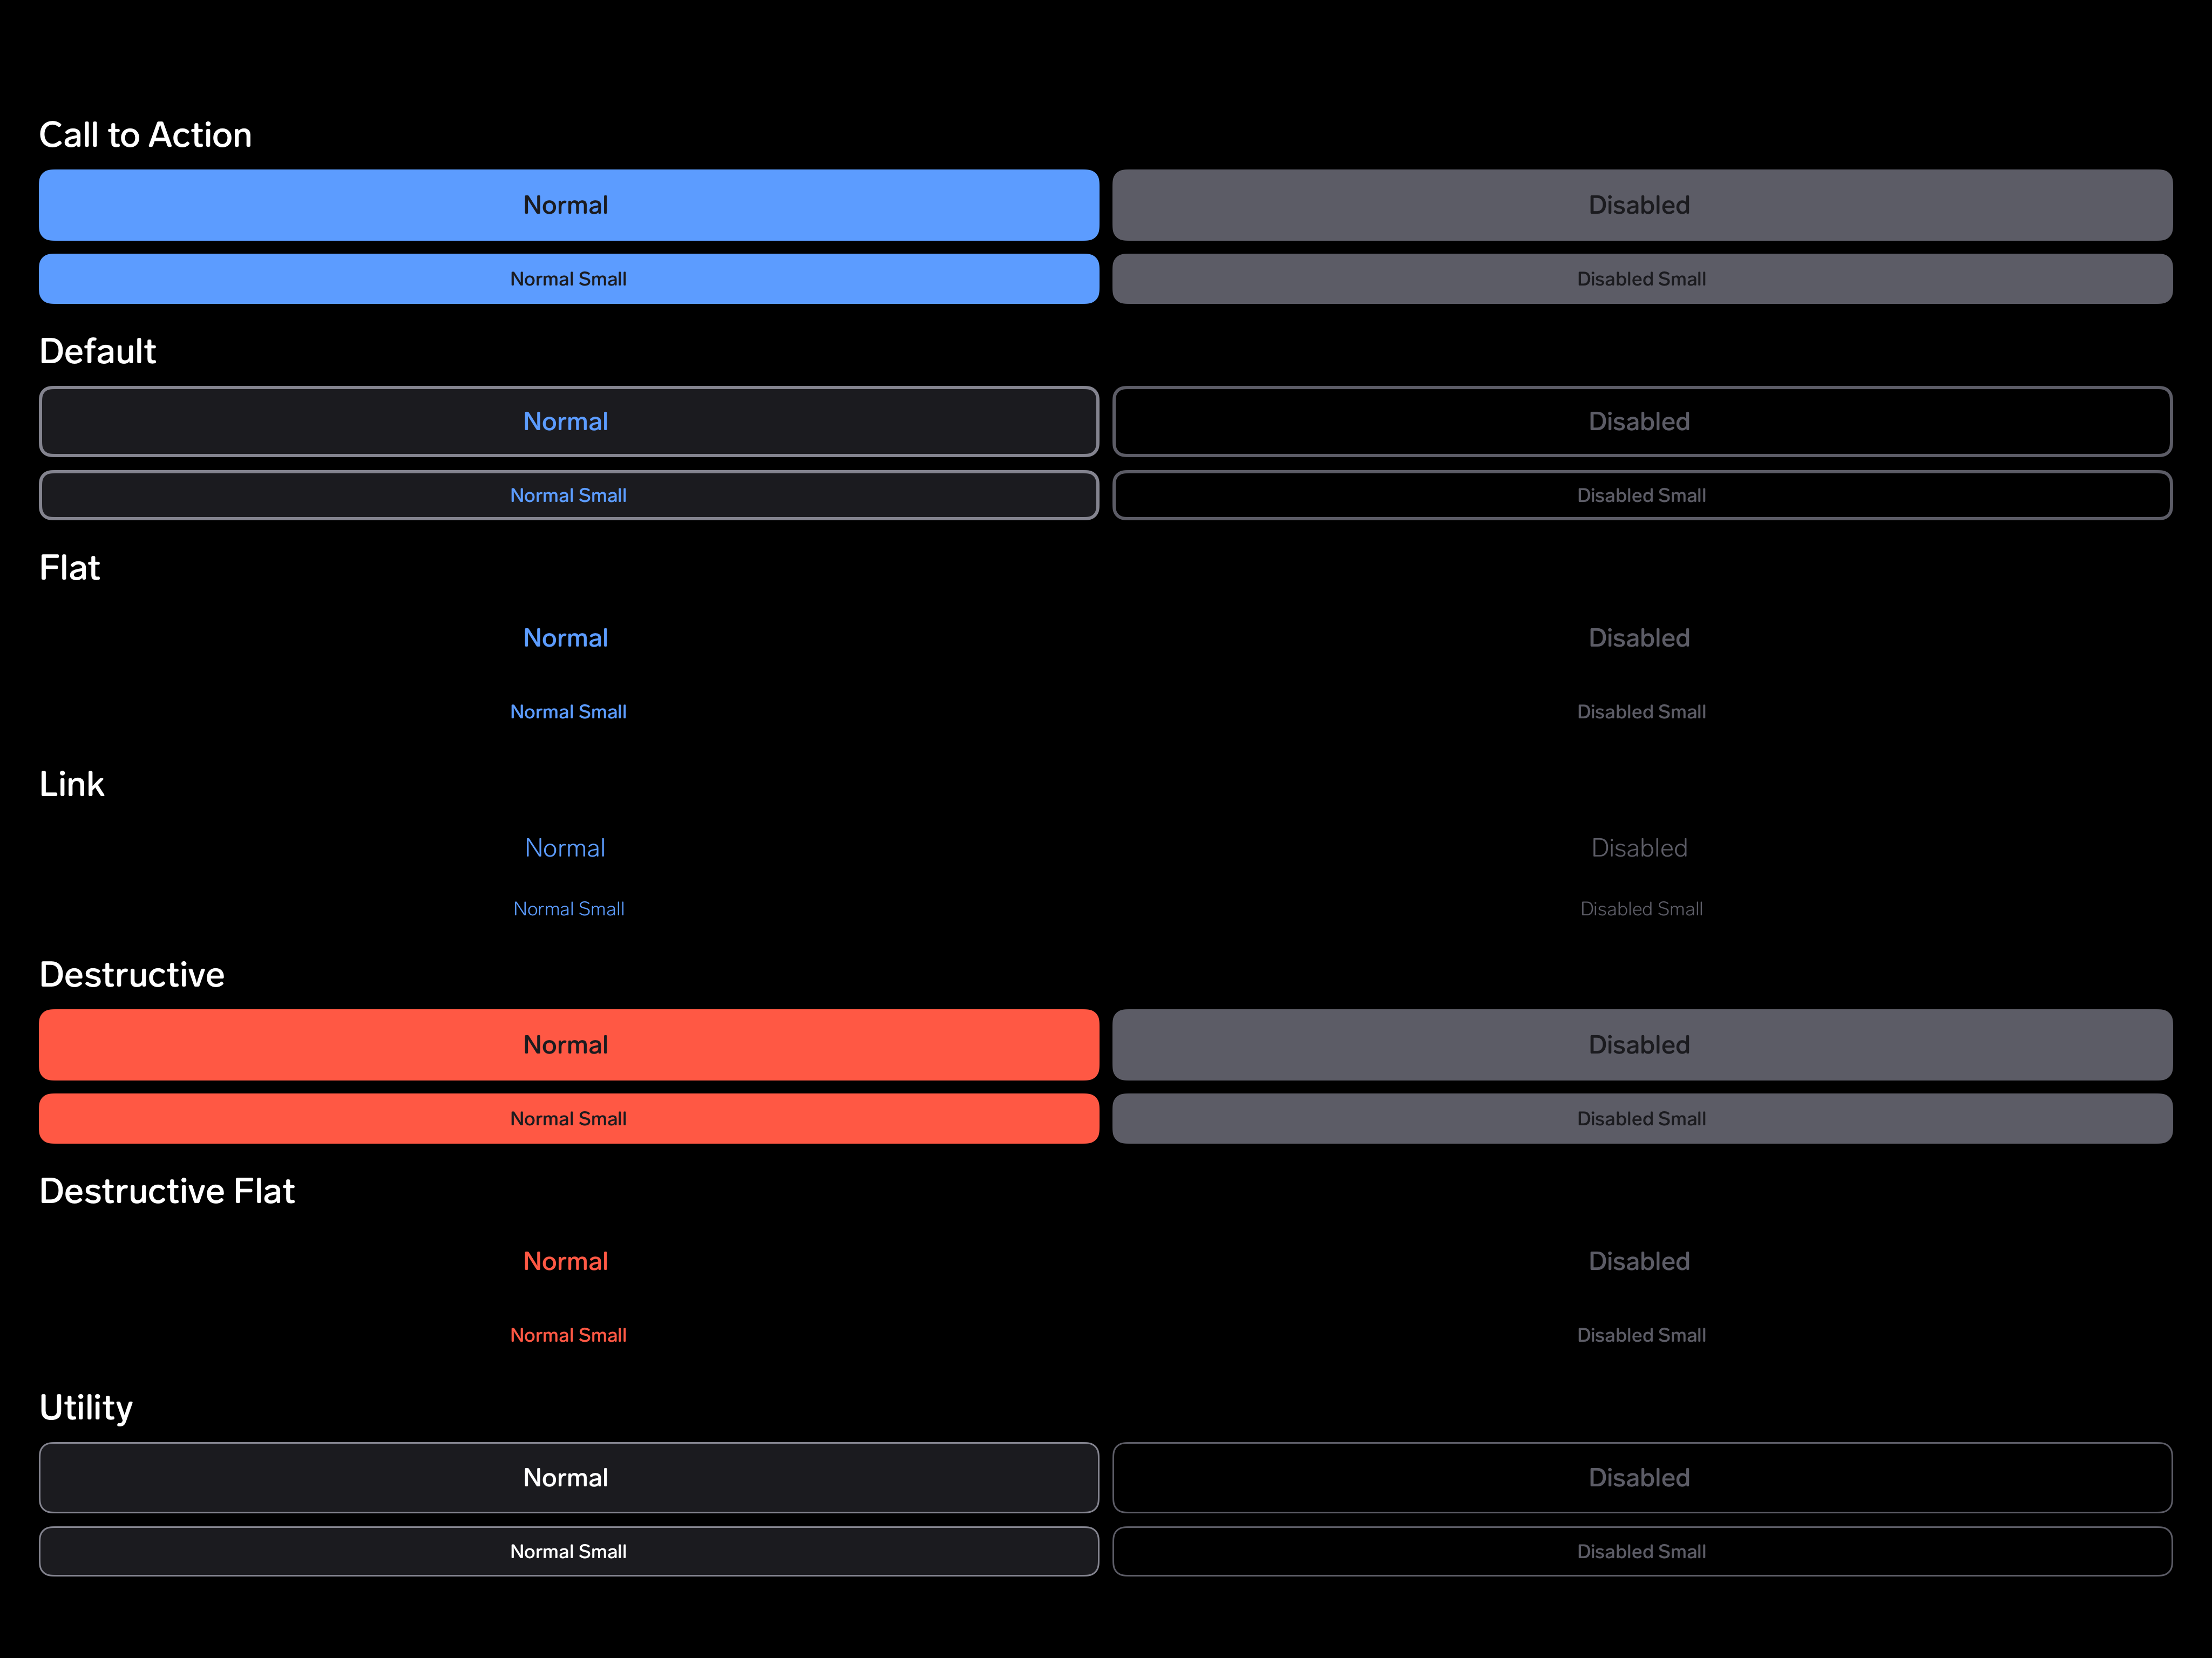 Call to Action
Normal Disabled
Normal Small Disabled Small
Default
Normal Disabled
Normal Small Disabled Small
Flat
Normal Disabled
Normal Small Disabled Small
Link
Normal Disabled
Normal Small Disabled Small
Destructive
Normal Disabled
Normal Small Disabled Small
Destructive Flat
Normal Disabled
Normal Small Disabled Small
Utility
Normal Disabled
Normal Small Disabled Small